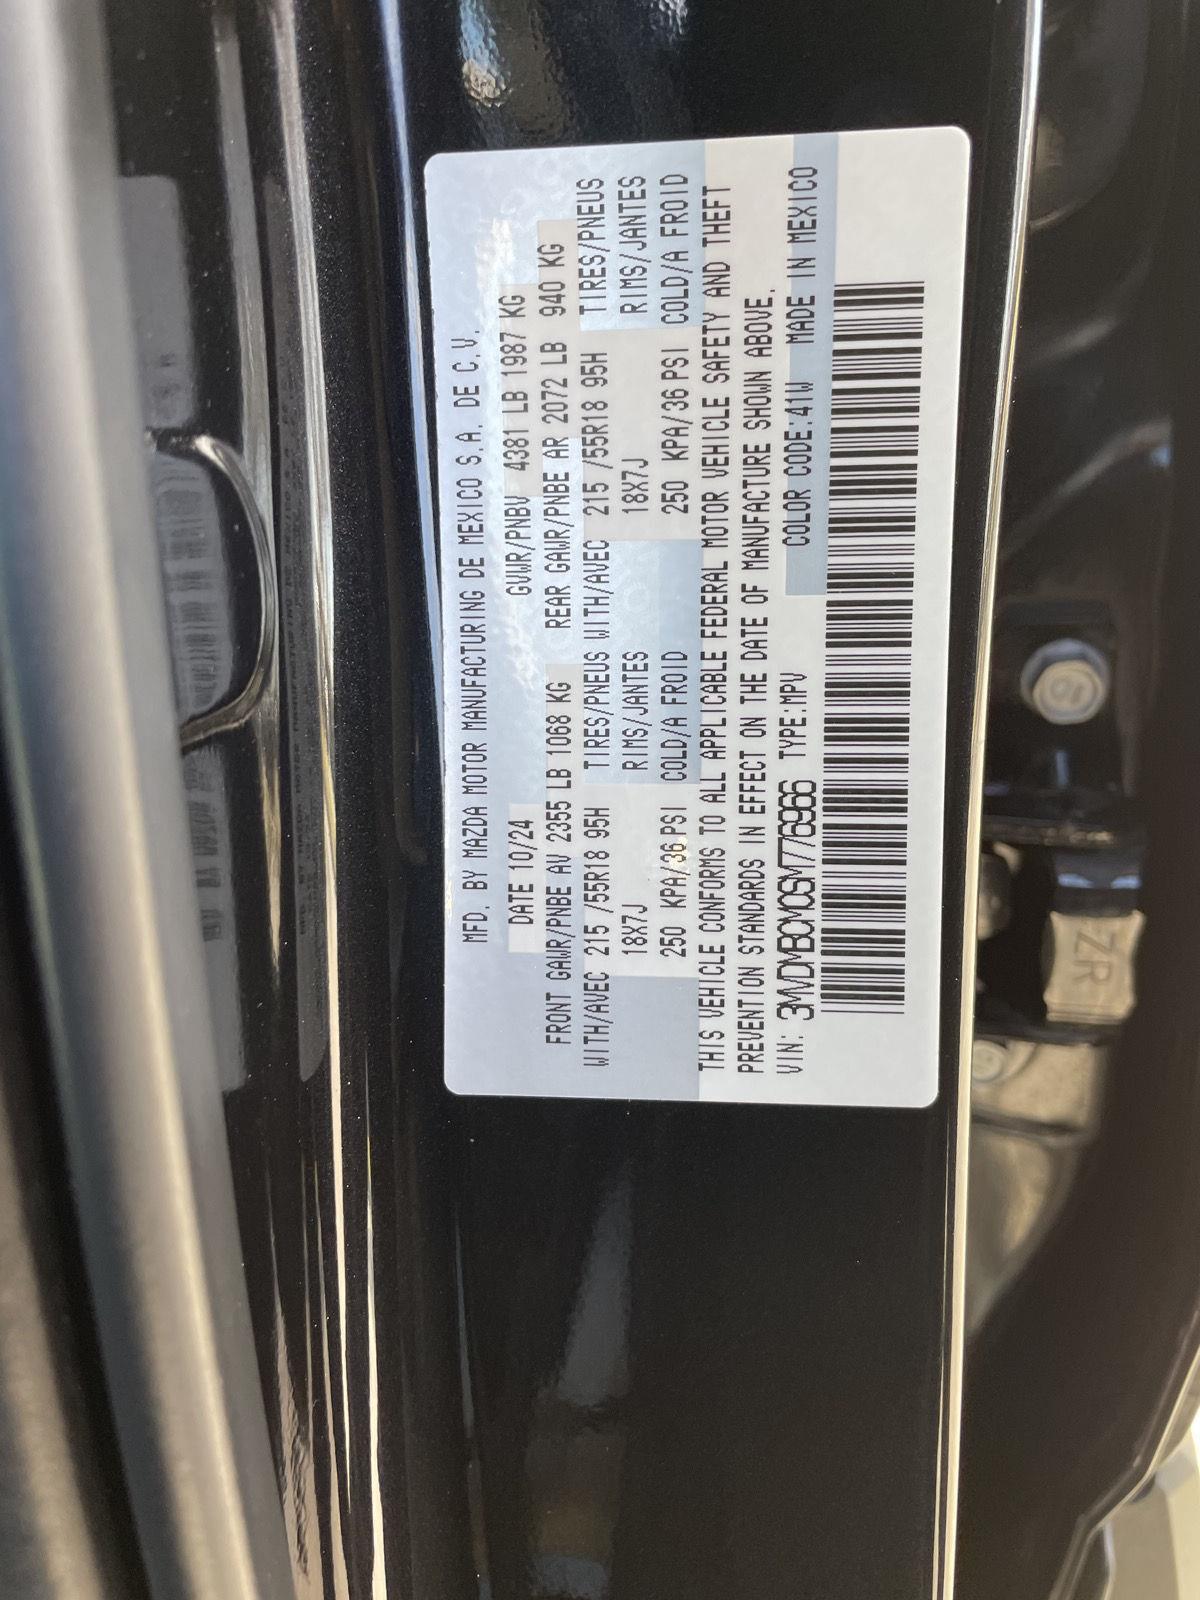 MFD. BY MAZDA MOTOR MANUFACTURING DE MEXICO S.A. DE C.V.
DATE 10/24 GVWR/PNBV 4381 LB 1987 KG
FRONT GAWR/PNBE AV 2355 LB 1068 KG REAR GAWR/PNBE AR 2072 LB 940 KG
WITH/AVEC 215 /55R18 95H TIRES/PNEUS WITH/AVEC 215 /55R18 95H TIRES/PNEUS
18X7J RIMS/JANTES 18X7J RIMS/JANTES
250 KPA/36 PSI COLD/A FROID 250 KPA/36 PSI COLD/A FROID
THIS VEHICLE CONFORMS TO ALL APPLICABLE FEDERAL MOTOR VEHICLE SAFETY AND THEFT
PREVENTION STANDARDS IN EFFECT ON THE DATE OF MANUFACTURE SHOWN ABOVE.
VIN: 3MVDMBCM0SM776966 TYPE:MPV COLOR CODE:41W MADE IN MEXICO
ZR